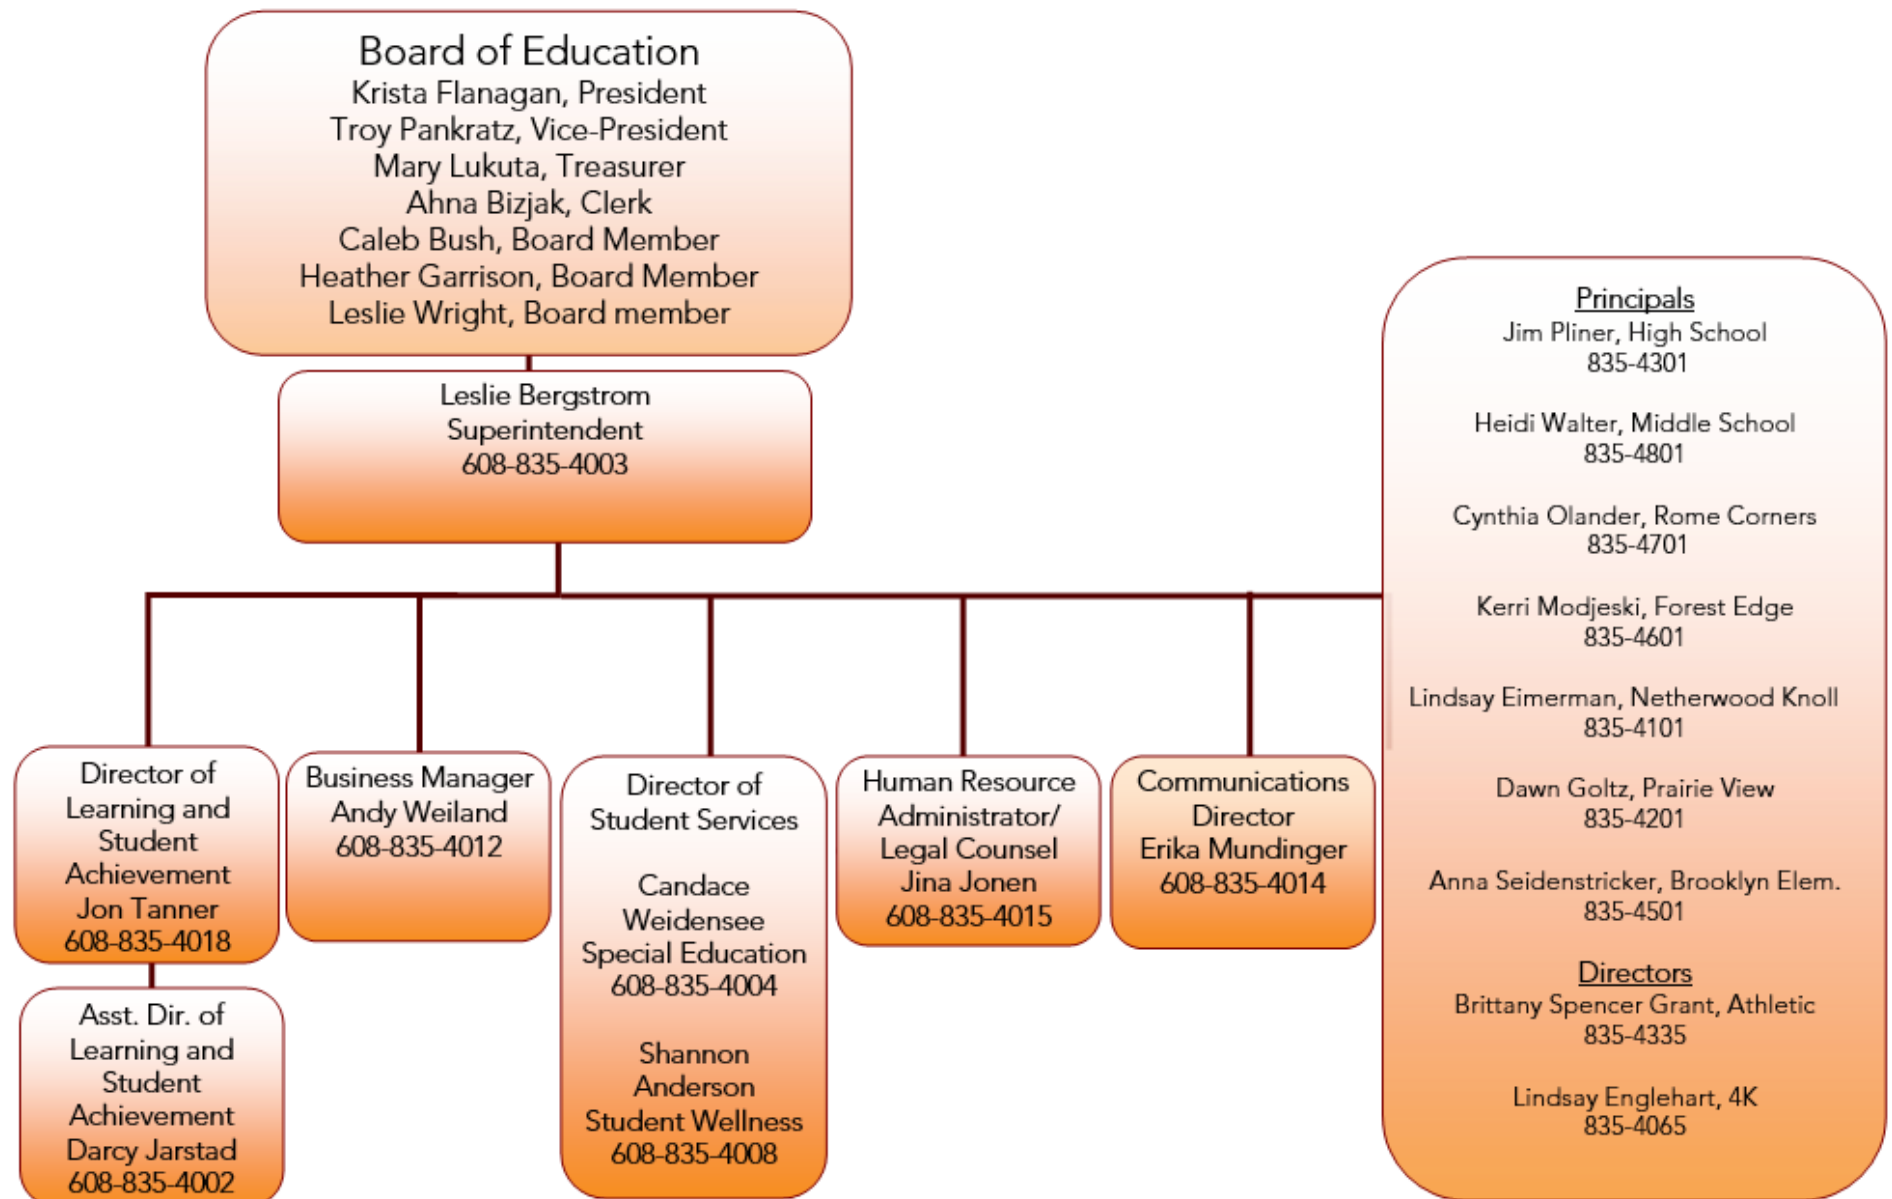 Board of Education
Krista Flanagan, President
Troy Pankratz, Vice-President
Mary Lukuta, Treasurer
Ahna Bizjak, Clerk
Caleb Bush, Board Member
Heather Garrison, Board Member
Leslie Wright, Board member
Leslie Bergstrom
Superintendent
608-835-4003
Director of
Learning and
Student
Achievement
Jon Tanner
608-835-4018
Asst. Dir. of
Learning and
Student
Achievement
Darcy Jarstad
608-835-4002
Business Manager
Andy Weiland
608-835-4012
Director of
Student Services
Candace
Weidensee
Special Education
608-835-4004
Shannon
Anderson
Student Wellness
608-835-4008
Human Resource
Administrator/
Legal Counsel
Jina Jonen
608-835-4015
Communications
Director
Erika Mundinger
608-835-4014
Principals
Jim Pliner, High School
835-4301
Heidi Walter, Middle School
835-4801
Cynthia Olander, Rome Corners
835-4701
Kerri Modjeski, Forest Edge
835-4601
Lindsay Eimerman, Netherwood Knoll
835-4101
Dawn Goltz, Prairie View
835-4201
Anna Seidenstricker, Brooklyn Elem.
835-4501
Directors
Brittany Spencer Grant, Athletic
835-4335
Lindsay Englehart, 4K
835-4065